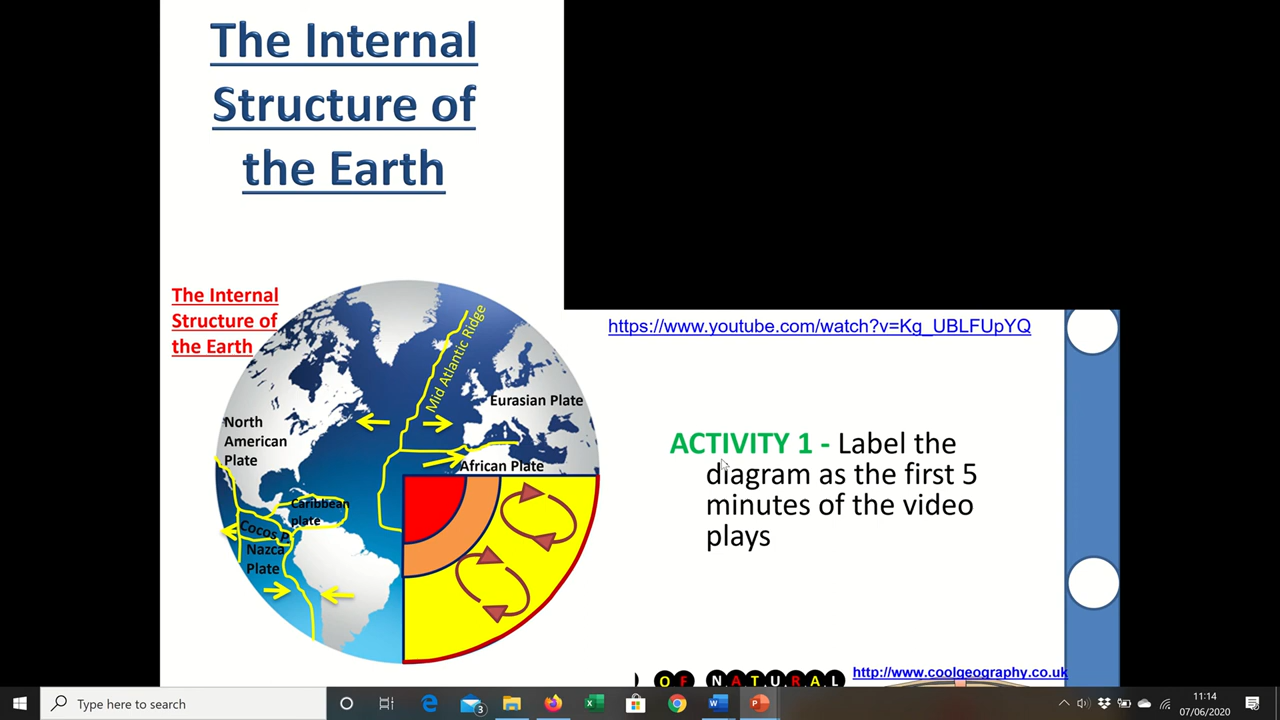 The Internal
Structure of
the Earth
The Internal
Structure of
the Earth
Mid Atlantic Ridge
Eurasian Plate
North
American
Plate
African Plate
Caribbean
plate
Cocos P
Nazca
Plate
https://www.youtube.com/watch?v=Kg_UBLFUpYQ
ACTIVITY 1 - Label the
diagram as the first 5
minutes of the video
plays
OF NATURAL
http://www.coolgeography.co.uk
Type here to search
3
11:14
07/06/2020